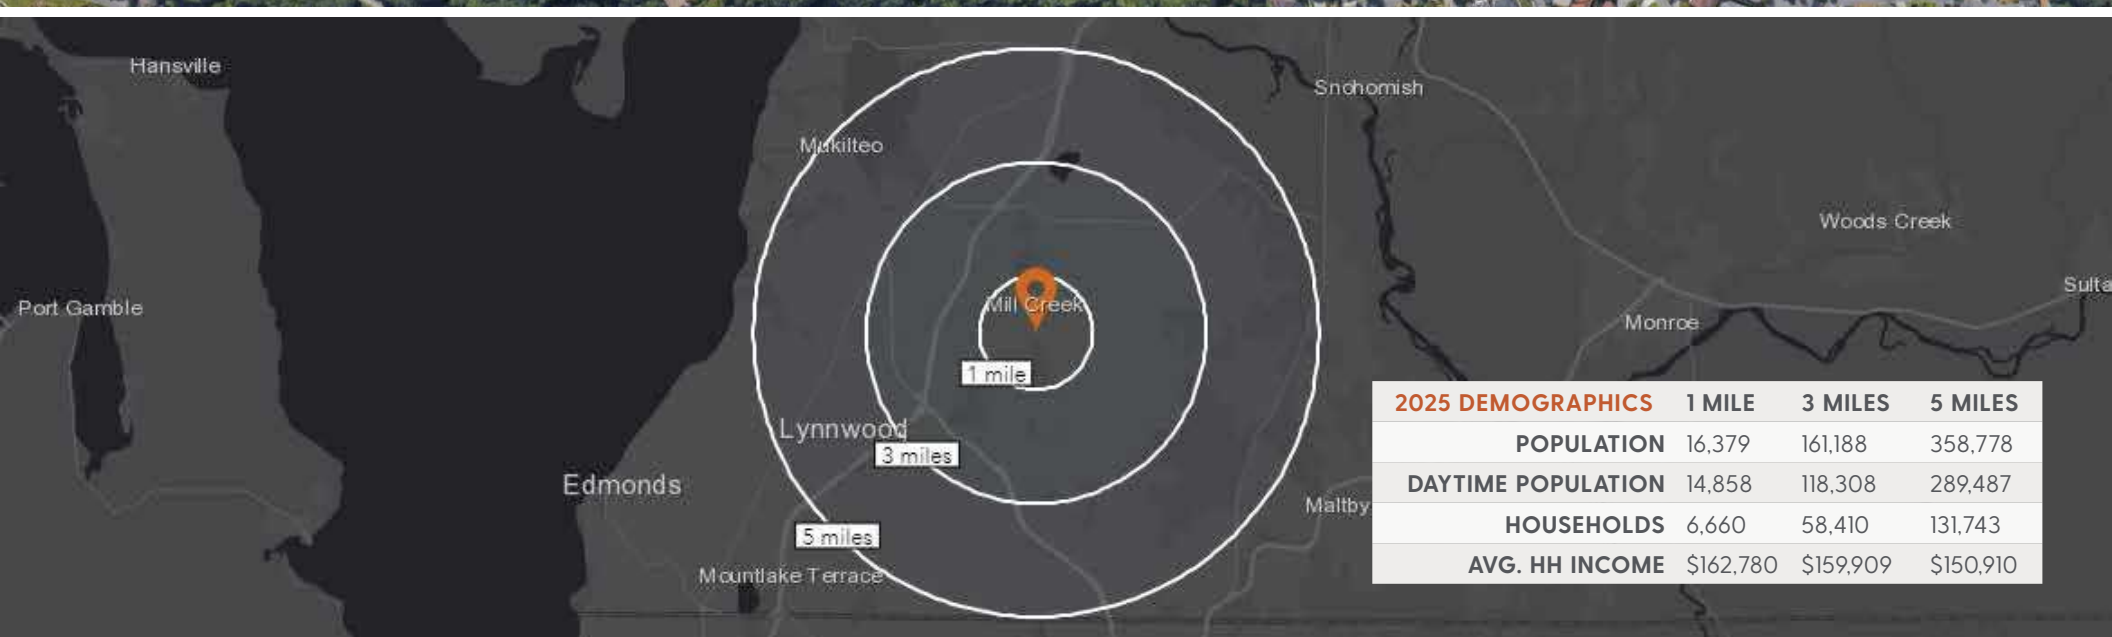 Hansville
Snohomish
Mukilteo
Woods Creek
Sulta
Port Gamble
Mill Creek
Monroe
1 mile
Lynnwood
3 miles
Edmonds
Maltby
5 miles
Mountlake Terrace
2025 DEMOGRAPHICS 1 MILE 3 MILES 5 MILES
POPULATION 16,379 161,188 358,778
DAYTIME POPULATION 14,858 118,308 289,487
HOUSEHOLDS 6,660 58,410 131,743
AVG. HH INCOME $162,780 $159,909 $150,910